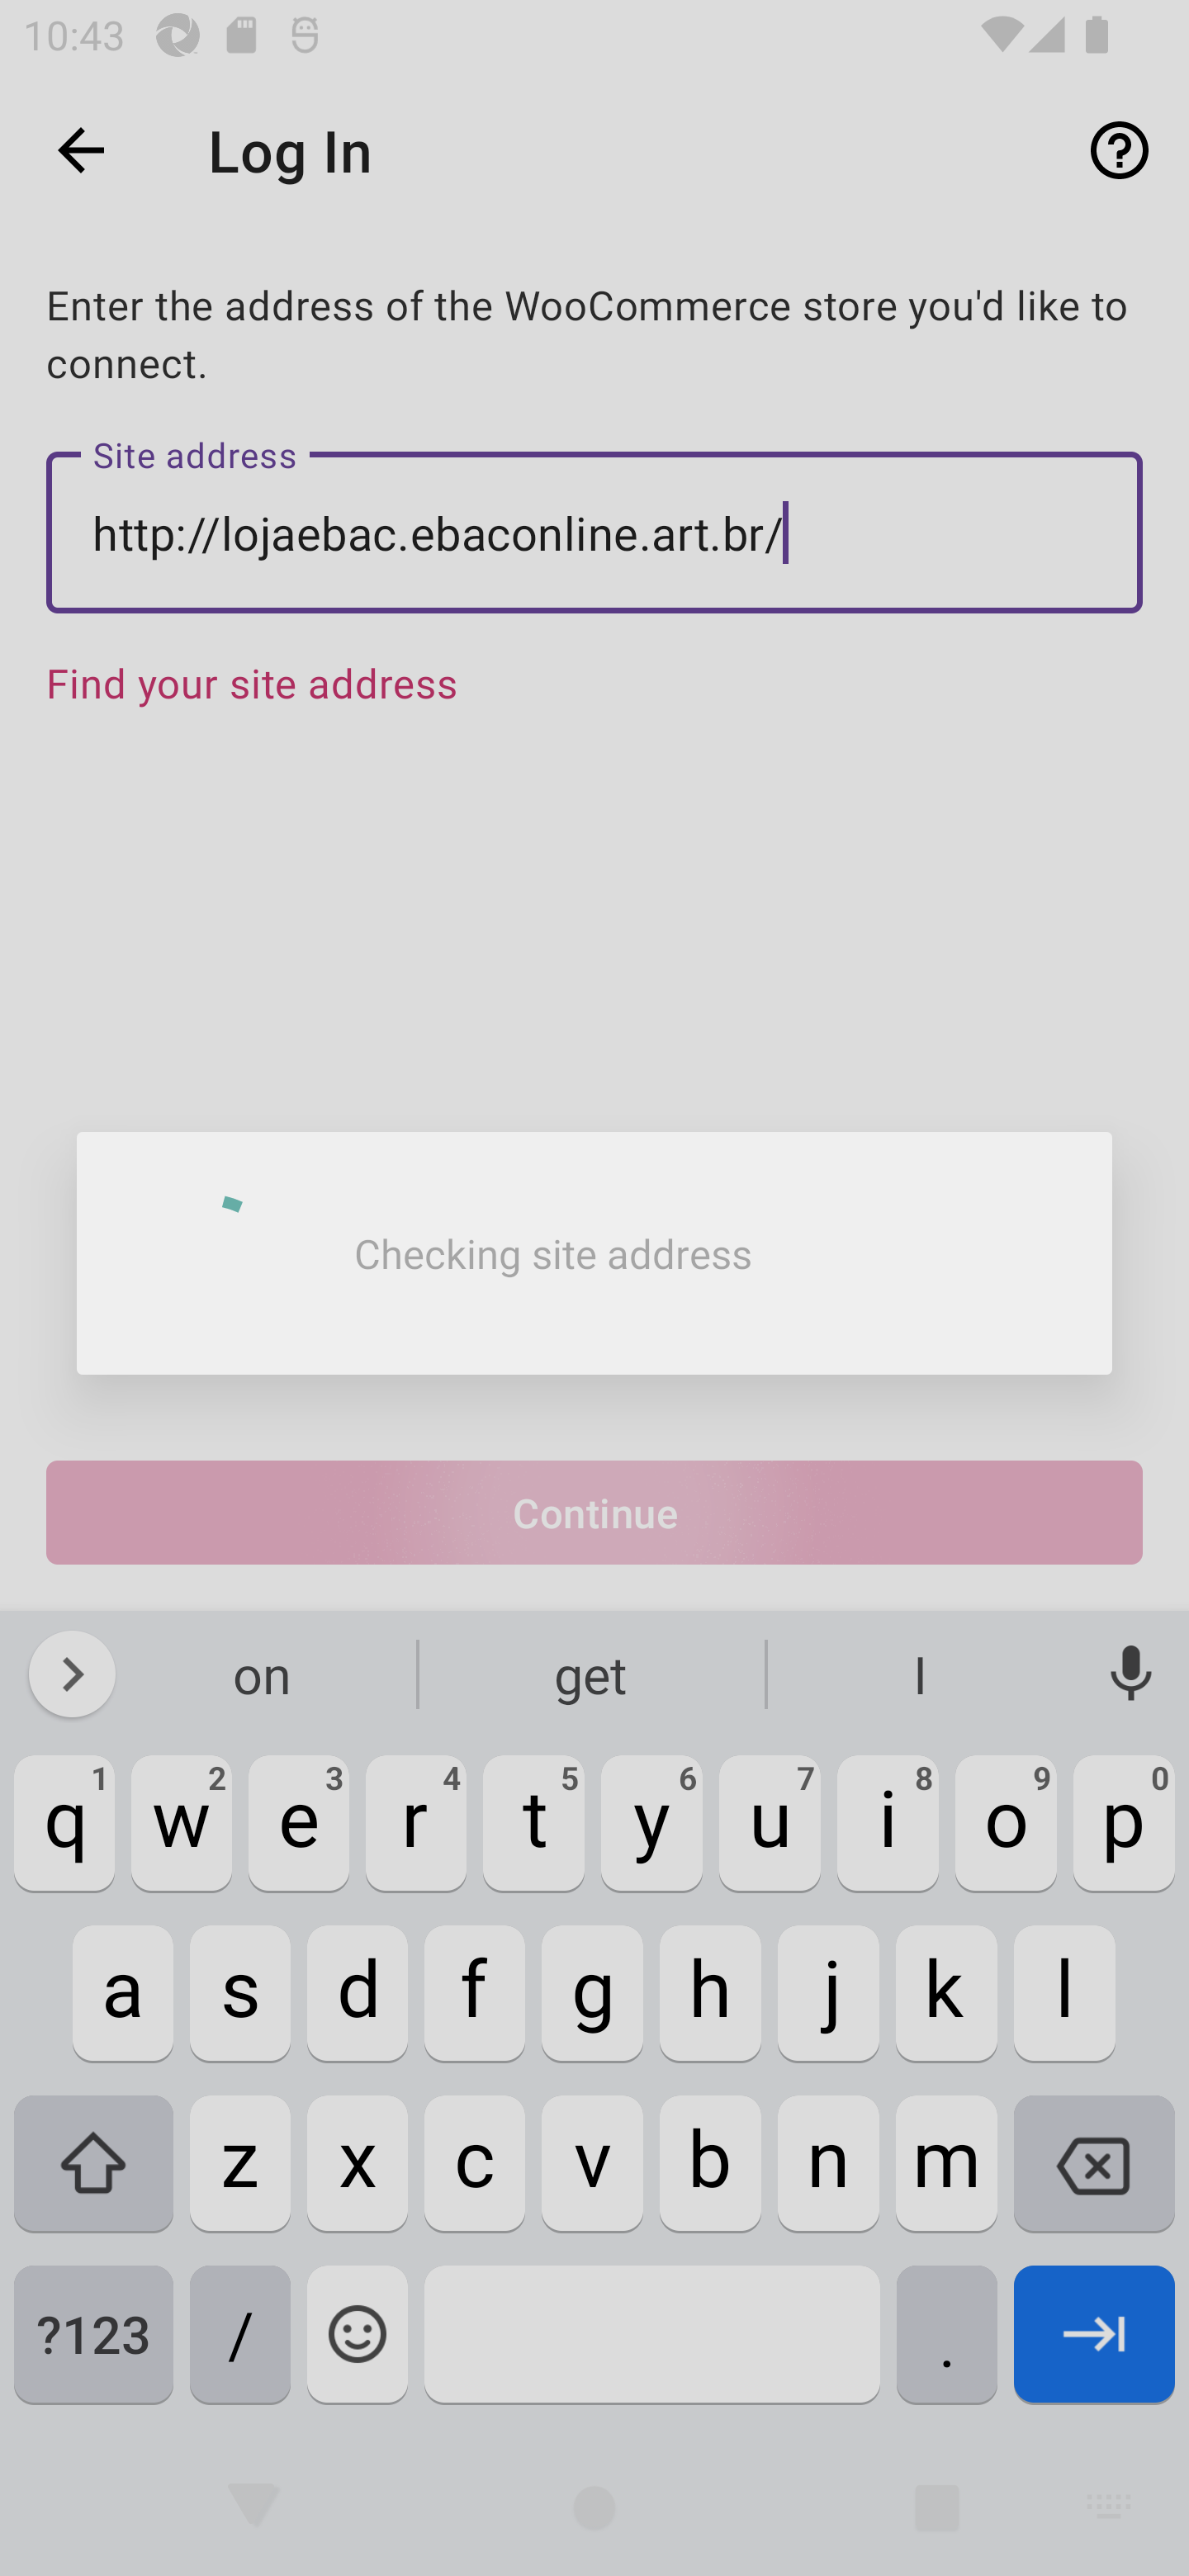 10:43
Log In
Enter the address of the WooCommerce store you'd like to
connect.
Site address
http://lojaebac.ebaconline.art.br/
Find your site address
Checking site address
Continue
on get I
q 1 w 2 e 3 r 4 t 5 y 6 u 7 i 8 o 9 p 0
a s d f g h j k l
z x c v b n m
?123 / .